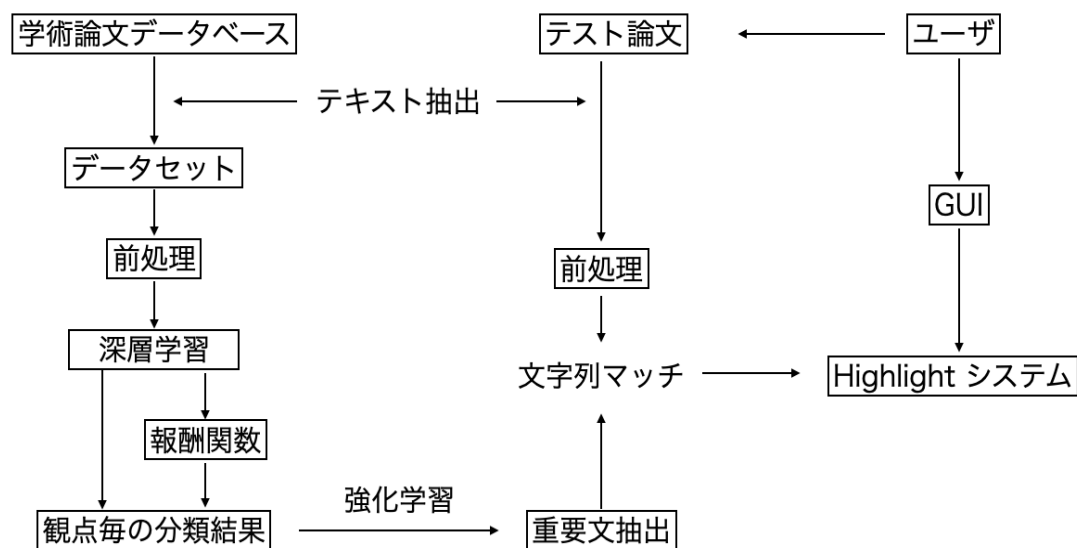 学術論文データベース
テスト論文
ユーザ
テキスト抽出
データセット
GUI
前処理
前処理
深層学習
文字列マッチ
Highlight システム
報酬関数
強化学習
観点毎の分類結果
重要文抽出